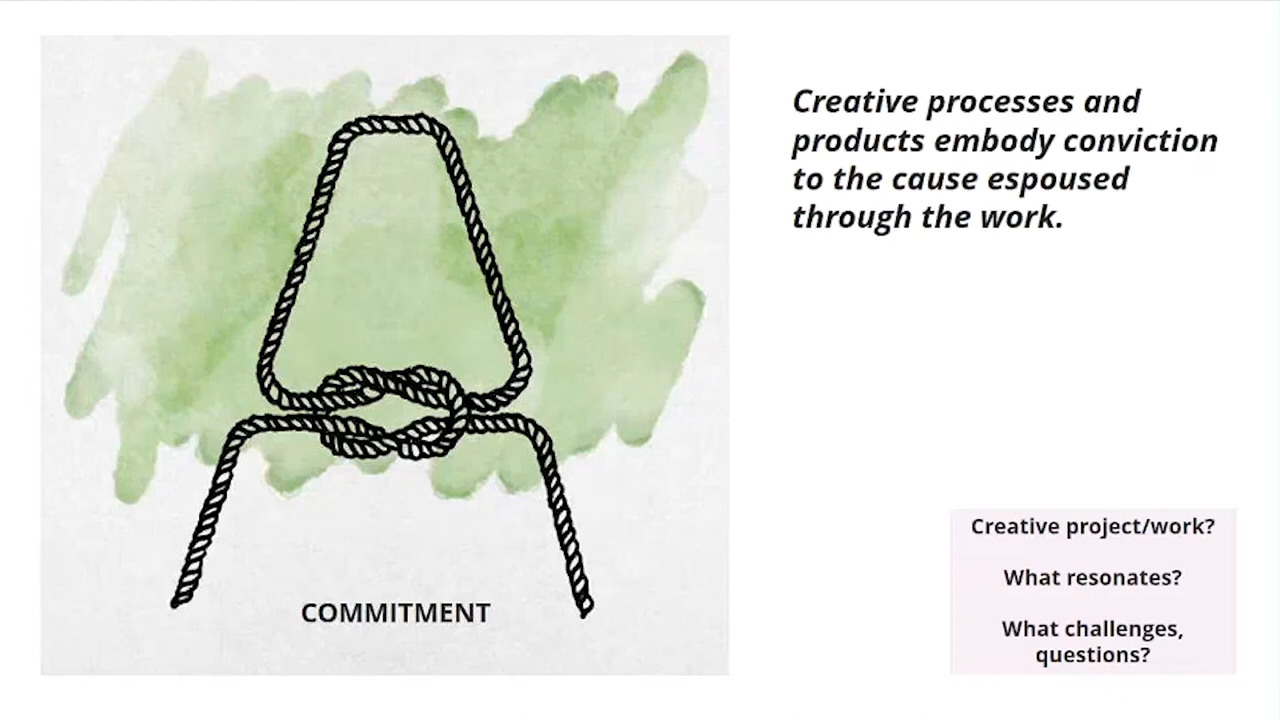 COMMITMENT
Creative processes and
products embody conviction
to the cause espoused
through the work.
Creative project/work?
What resonates?
What challenges,
questions?